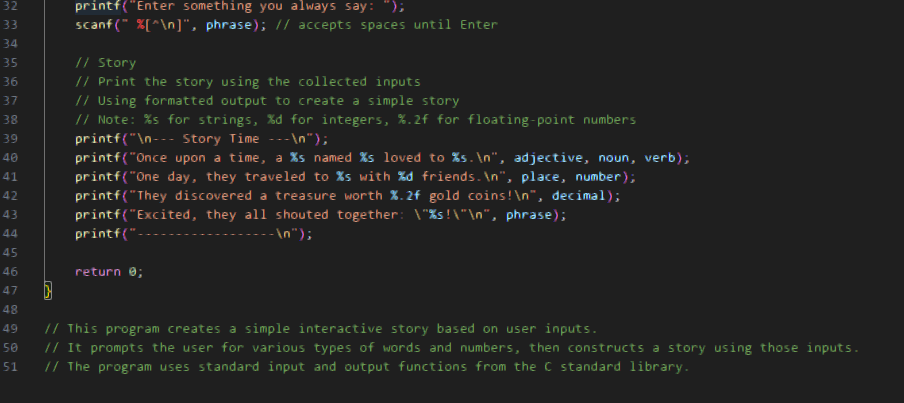 32 printf("Enter something you always say: ");
33 scanf(" %[^\n]", phrase); // accepts spaces until Enter
34
35 // Story
36 // Print the story using the collected inputs
37 // Using formatted output to create a simple story
38 // Note: %s for strings, %d for integers, %.2f for floating-point numbers
39 printf("\n--- Story Time ---\n");
40 printf("Once upon a time, a %s named %s loved to %s.\n", adjective, noun, verb);
41 printf("One day, they traveled to %s with %d friends.\n", place, number);
42 printf("They discovered a treasure worth %.2f gold coins!\n", decimal);
43 printf("Excited, they all shouted together: \"%s!\"\n", phrase);
44 printf("------------------\n");
45
46 return 0;
47 }
48
49 // This program creates a simple interactive story based on user inputs.
50 // It prompts the user for various types of words and numbers, then constructs a story using those inputs.
51 // The program uses standard input and output functions from the C standard library.